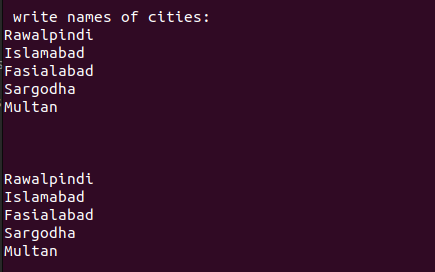 write names of cities:
Rawalpindi
Islamabad
Fasialabad
Sargodha
Multan
Rawalpindi
Islamabad
Fasialabad
Sargodha
Multan